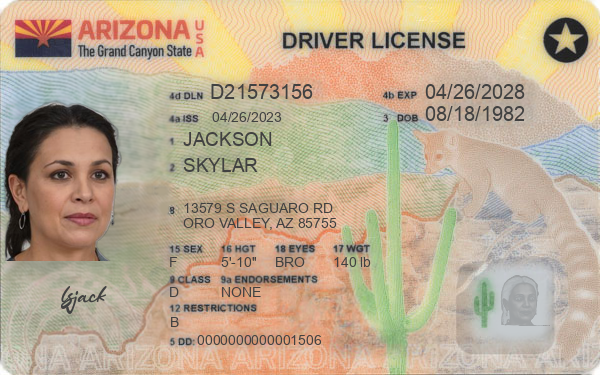 ARIZONA USA
The Grand Canyon State
DRIVER LICENSE
4d DLN D21573156 4b EXP 04/26/2028
4a ISS 04/26/2023 3 DOB 08/18/1982
1 JACKSON
2 SKYLAR
8 13579 S SAGUARO RD
ORO VALLEY, AZ 85755
15 SEX 16 HGT 18 EYES 17 WGT
F 5'-10" BRO 140 lb
9 CLASS 9a ENDORSEMENTS
D NONE
12 RESTRICTIONS
B
5 DD: 0000000000001506
Sjack
ARIZONA ARIZONA ARIZONA ARIZONA